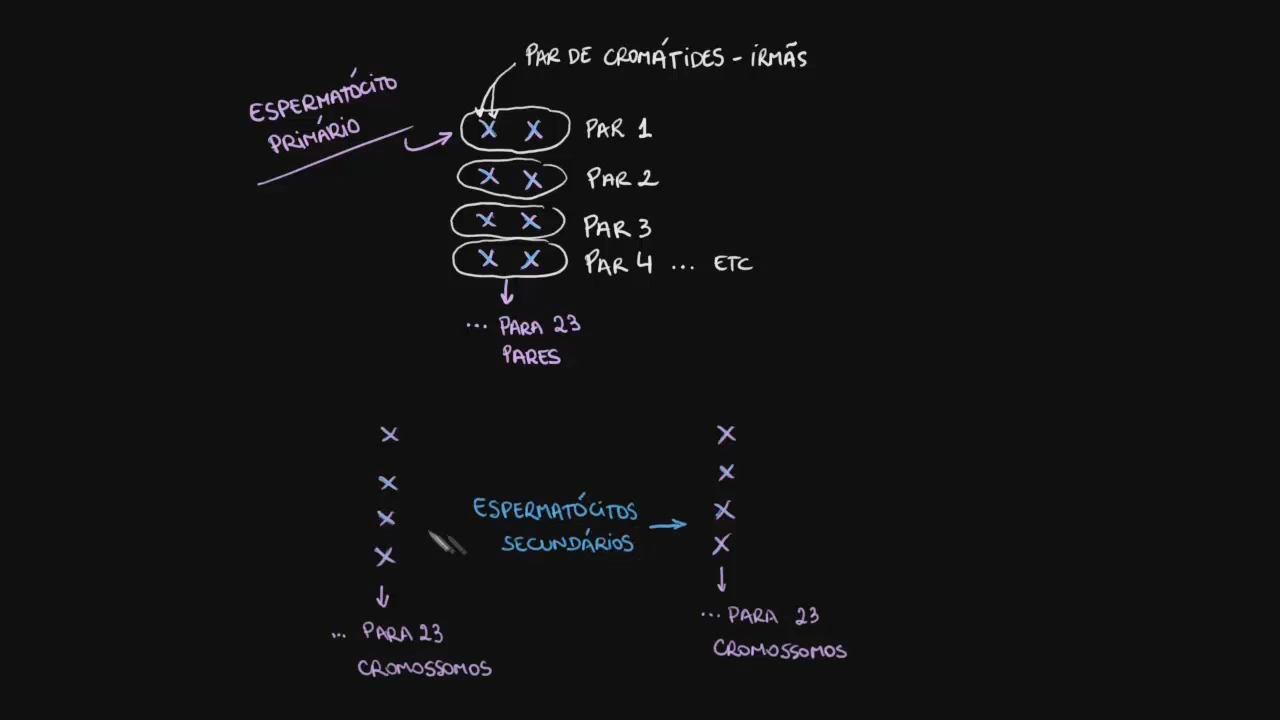 PAR DE CROMÁTIDES - IRMÃS
ESPERMATÓCITO
PRIMÁRIO
PAR 1
PAR 2
PAR 3
PAR 4 ... ETC
... PARA 23
PARES
ESPERMATÓCITOS
SECUNDÁRIOS
... PARA 23
CROMOSSOMOS
... PARA 23
CROMOSSOMOS